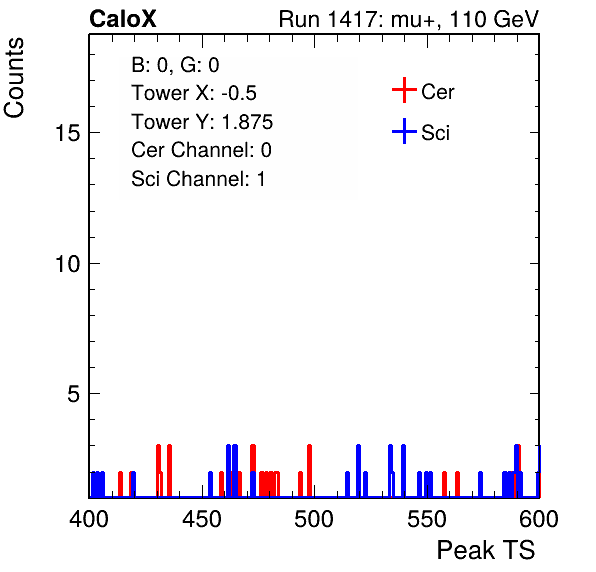 CaloX Run 1417: mu+, 110 GeV
Counts
B: 0, G: 0
Tower X: -0.5
Tower Y: 1.875
Cer Channel: 0
Sci Channel: 1
Cer
Sci
15
10
5
400 450 500 550 600
Peak TS